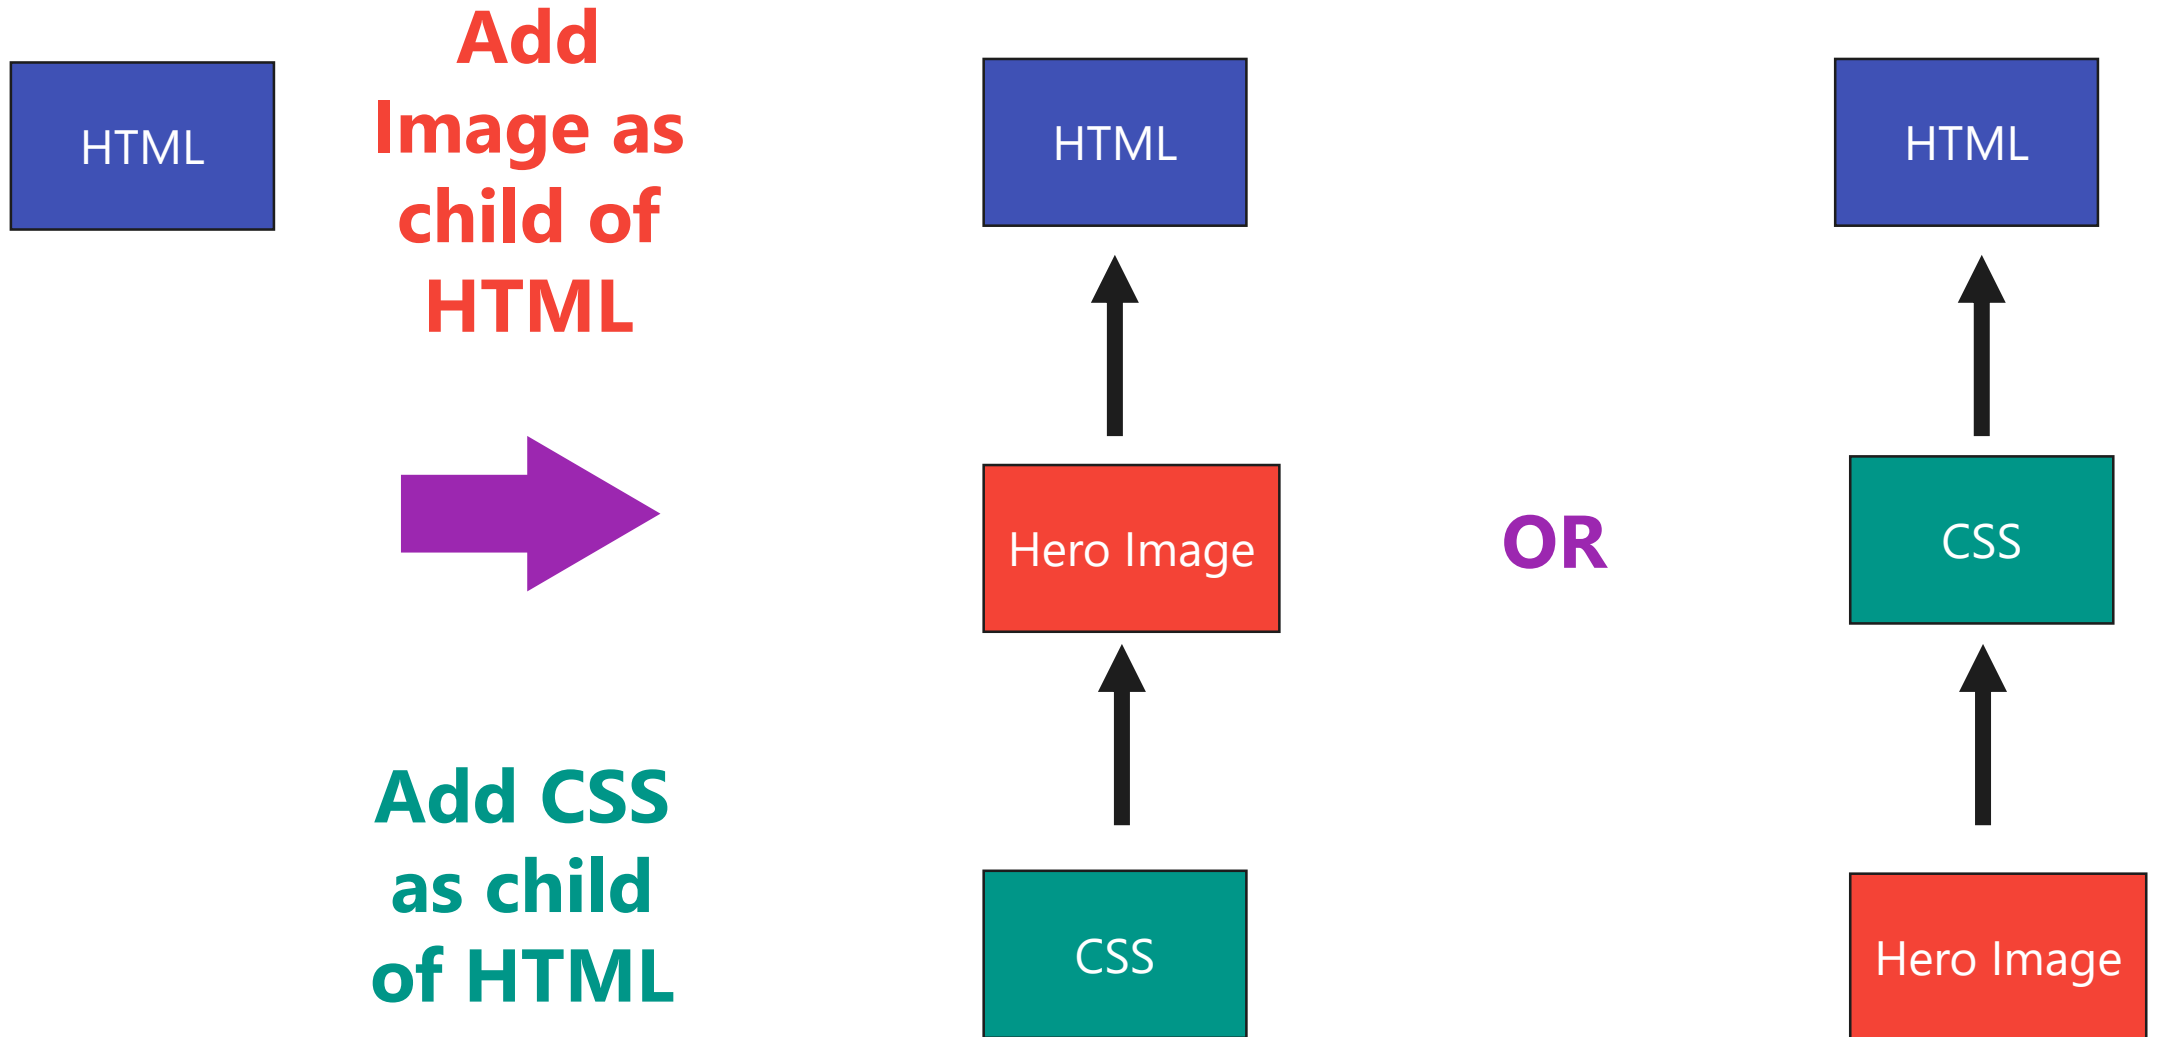 HTML
Add
Image as
child of
HTML
Add CSS
as child
of HTML
HTML
Hero Image
CSS
OR
HTML
CSS
Hero Image